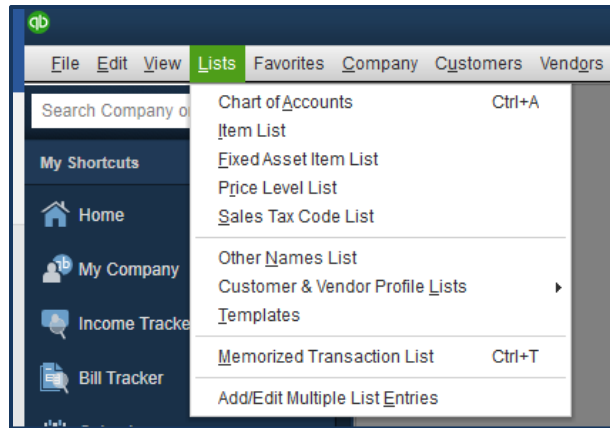 qb
File Edit View Lists Favorites Company Customers Vendors
Search Company o
Chart of Accounts Ctrl+A
Item List
Fixed Asset Item List
Price Level List
Sales Tax Code List
Other Names List
Customer & Vendor Profile Lists
Templates
Memorized Transaction List Ctrl+T
Add/Edit Multiple List Entries
My Shortcuts
Home
My Company
Income Tracke
Bill Tracker